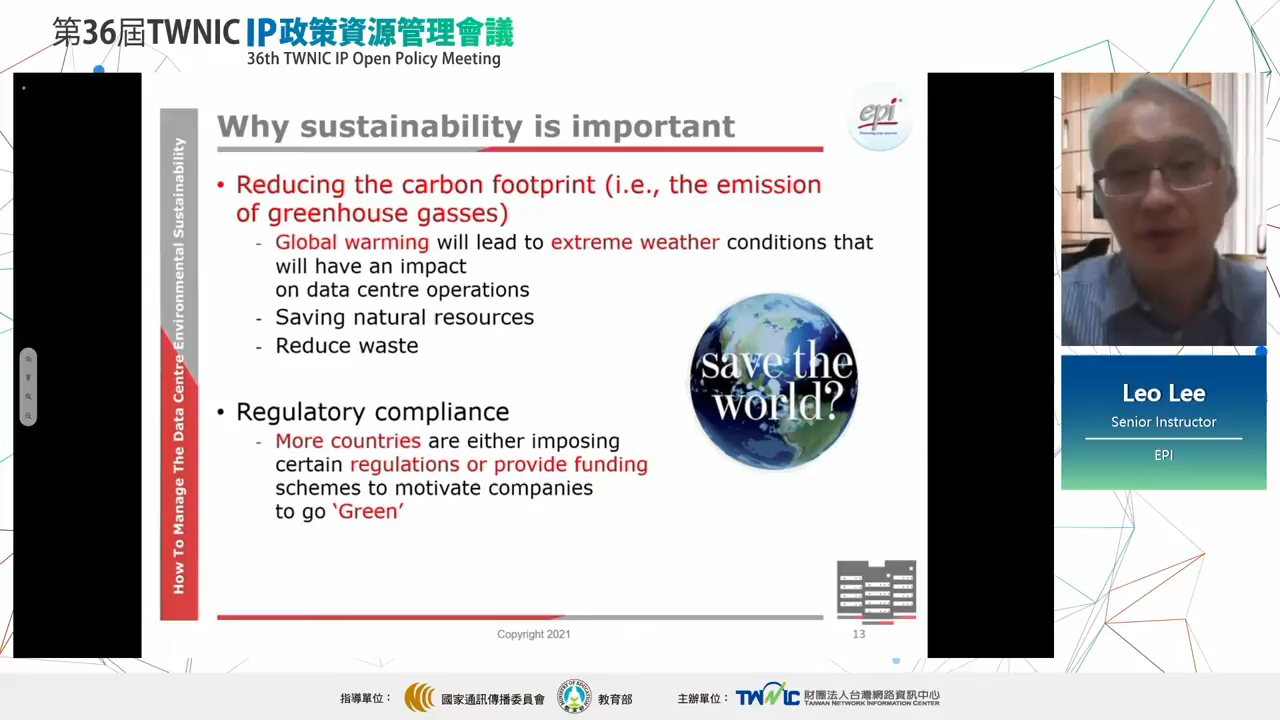 第36屆TWNIC IP政策資源管理會議
36th TWNIC IP Open Policy Meeting
How To Manage The Data Centre Environmental Sustainability
Why sustainability is important
epi
• Reducing the carbon footprint (i.e., the emission
of greenhouse gasses)
- Global warming will lead to extreme weather conditions that
will have an impact
on data centre operations
- Saving natural resources
- Reduce waste
save the
world?
• Regulatory compliance
- More countries are either imposing
certain regulations or provide funding
schemes to motivate companies
to go ‘Green’
Copyright 2021
13
Leo Lee
Senior Instructor
EPI
指導單位：
國家通訊傳播委員會
教育部
主辦單位：
TWNIC
財團法人台灣網路資訊中心
TAIWAN NETWORK INFORMATION CENTER